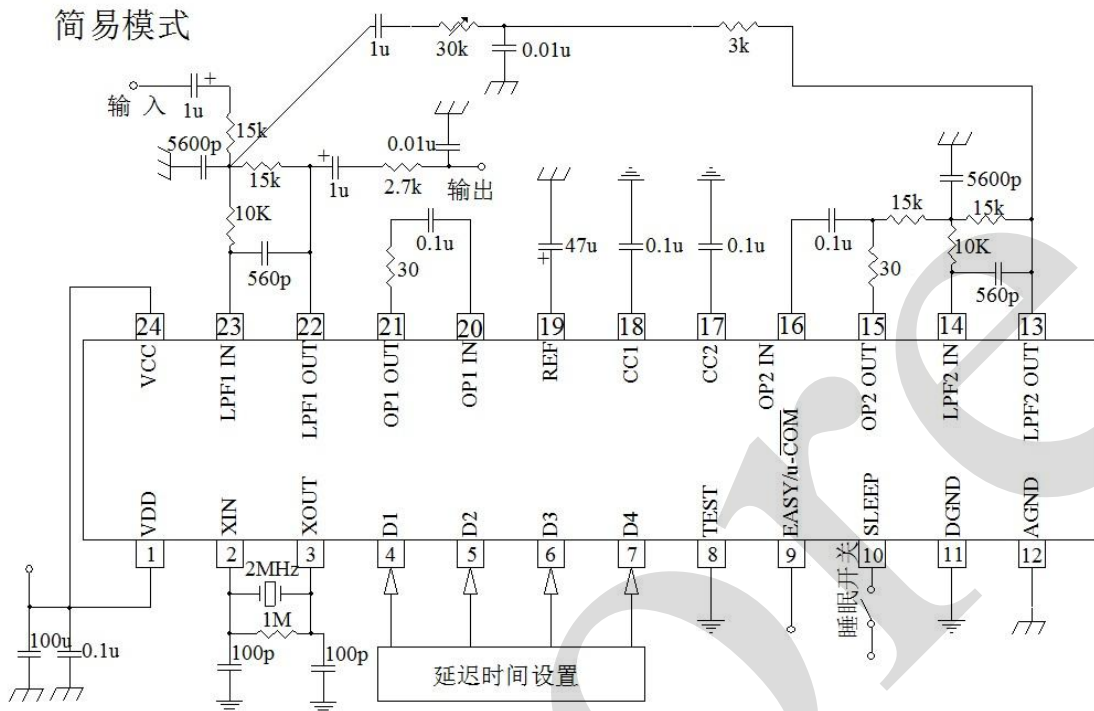 简易模式
1u
30k
0.01u
3k
输 入
1u
+
15k
5600p
15k
+
1u
2.7k
0.01u
输出
10K
560p
30
0.1u
47u
+
0.1u
0.1u
0.1u
15k
5600p
15k
30
10K
560p
24
23
22
21
20
19
18
17
16
15
14
13
VCC
LPF1 IN
LPF1 OUT
OP1 OUT
OP1 IN
REF
CC1
CC2
OP2 IN
OP2 OUT
LPF2 IN
LPF2 OUT
VDD
XIN
XOUT
D1
D2
D3
D4
TEST
EASY/u-COM
SLEEP
DGND
AGND
1
2
3
4
5
6
7
8
9
10
11
12
2MHz
1M
100u
0.1u
100p
100p
延迟时间设置
睡眠开关
ore